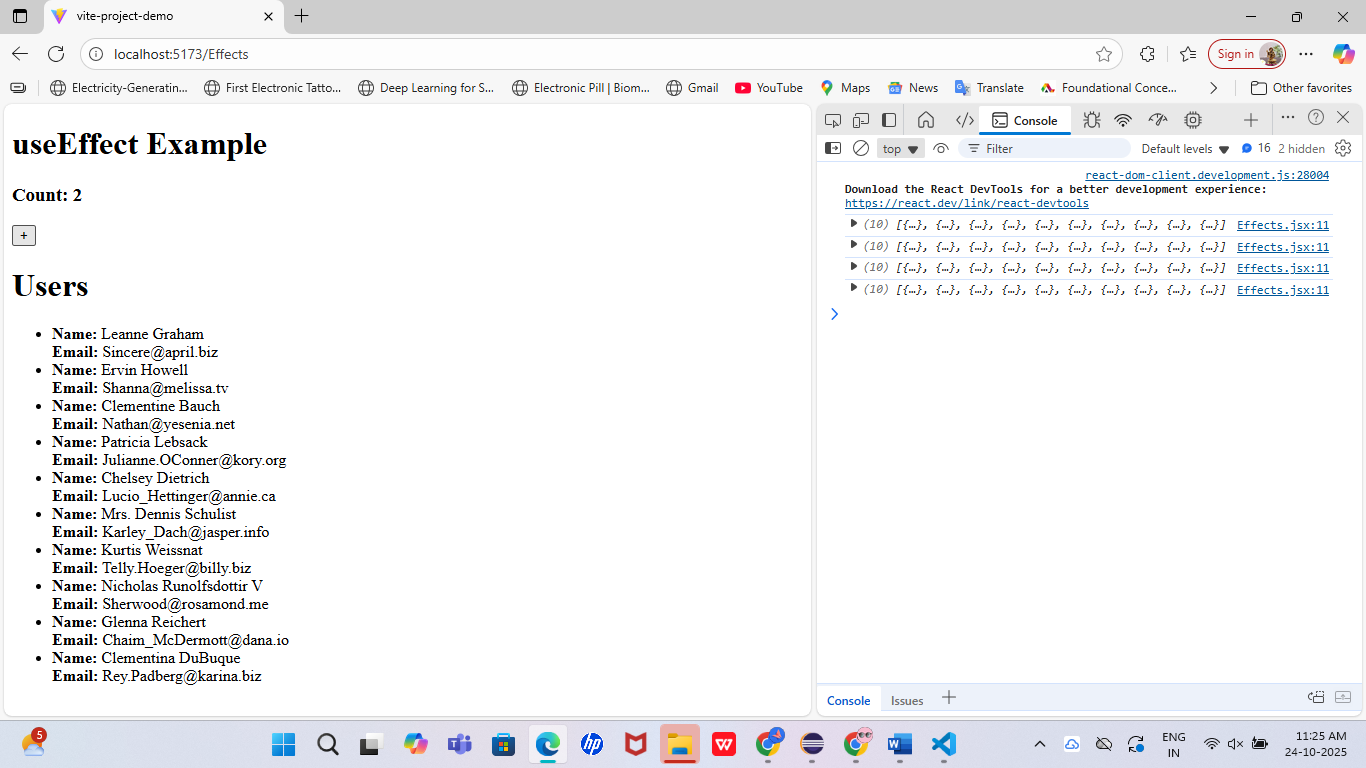 vite-project-demo
localhost:5173/Effects
Sign in
Electricity-Generatin...
First Electronic Tattoo...
Deep Learning for S...
Electronic Pill | Biom...
Gmail
YouTube
Maps
News
Translate
Foundational Conce...
Other favorites
useEffect Example
Count: 2
+
Users
Name: Leanne Graham
Email: Sincere@april.biz
Name: Ervin Howell
Email: Shanna@melissa.tv
Name: Clementine Bauch
Email: Nathan@yesenia.net
Name: Patricia Lebsack
Email: Julianne.OConner@kory.org
Name: Chelsey Dietrich
Email: Lucio_Hettinger@annie.ca
Name: Mrs. Dennis Schulist
Email: Karley_Dach@jasper.info
Name: Kurtis Weissnat
Email: Telly.Hoeger@billy.biz
Name: Nicholas Runolfsdottir V
Email: Sherwood@rosamond.me
Name: Glenna Reichert
Email: Chaim_McDermott@dana.io
Name: Clementina DuBuque
Email: Rey.Padberg@karina.biz
Console
top
Filter
Default levels
16
2 hidden
react-dom-client.development.js:28004
Download the React DevTools for a better development experience:
https://react.dev/link/react-devtools
(10) [{…}, {…}, {…}, {…}, {…}, {…}, {…}, {…}, {…}, {…}] Effects.jsx:11
(10) [{…}, {…}, {…}, {…}, {…}, {…}, {…}, {…}, {…}, {…}] Effects.jsx:11
(10) [{…}, {…}, {…}, {…}, {…}, {…}, {…}, {…}, {…}, {…}] Effects.jsx:11
(10) [{…}, {…}, {…}, {…}, {…}, {…}, {…}, {…}, {…}, {…}] Effects.jsx:11
Console
Issues
5
hp
W
ENG
IN
11:25 AM
24-10-2025